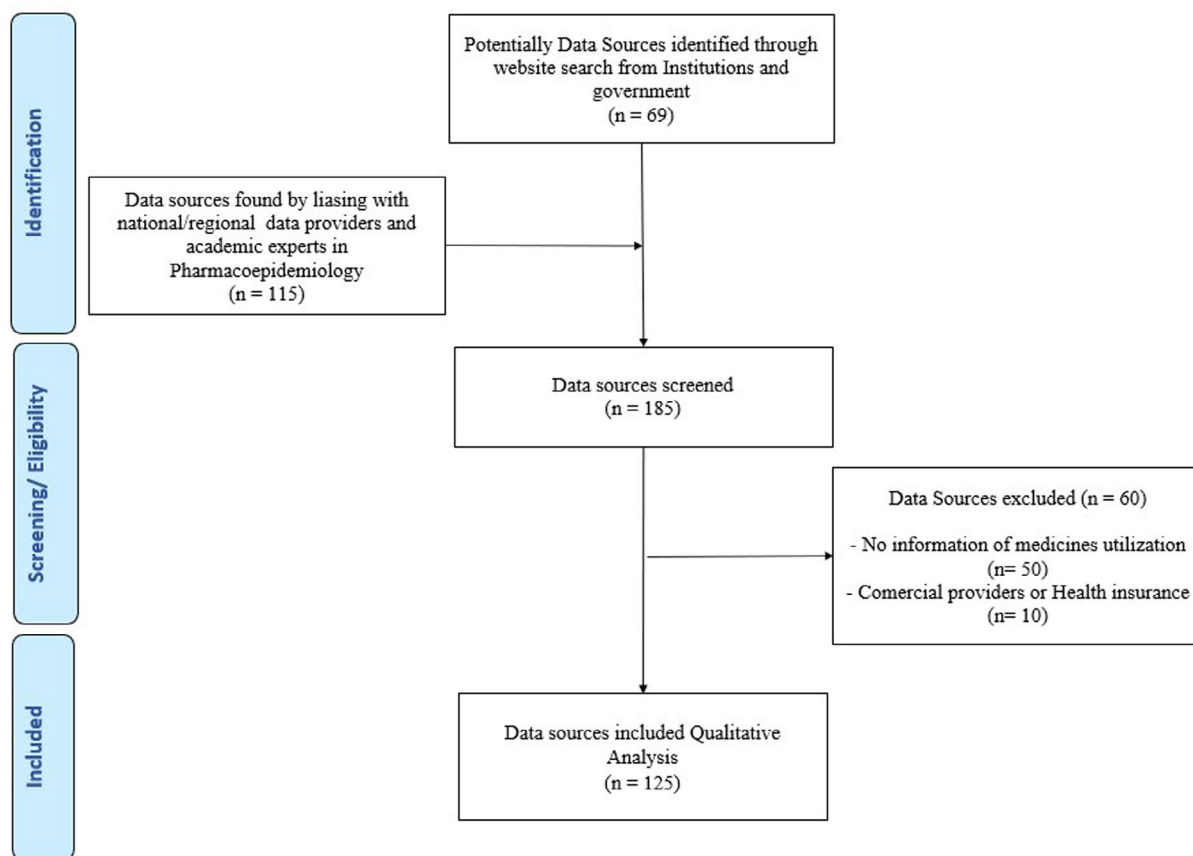 Identification
Potentially Data Sources identified through
website search from Institutions and
government
(n = 69)
Data sources found by liasing with
national/regional data providers and
academic experts in
Pharmacoepidemiology
(n = 115)
Screening/ Eligibility
Data sources screened
(n = 185)
Data Sources excluded (n = 60)
- No information of medicines utilization
(n= 50)
- Comercial providers or Health insurance
(n= 10)
Included
Data sources included Qualitative
Analysis
(n = 125)